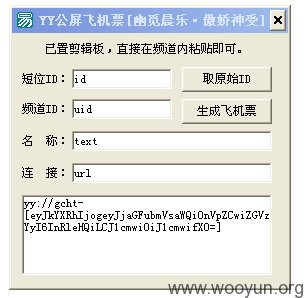 YY公屏飞机票[幽觅晨乐·傲娇神受]
已置剪辑板，直接在频道内粘贴即可。
短位ID： id 取原始ID
频道ID： uid 生成飞机票
名 称： text
连 接： url
yy://gcht-
[eyJkYXRhIjogeyJjaGFubmVsaWQiOnVpZCwiZGVz
YyI6InRleHQiLCJ1cmwiOiJ1cmwifX0=]
www.wooyun.org